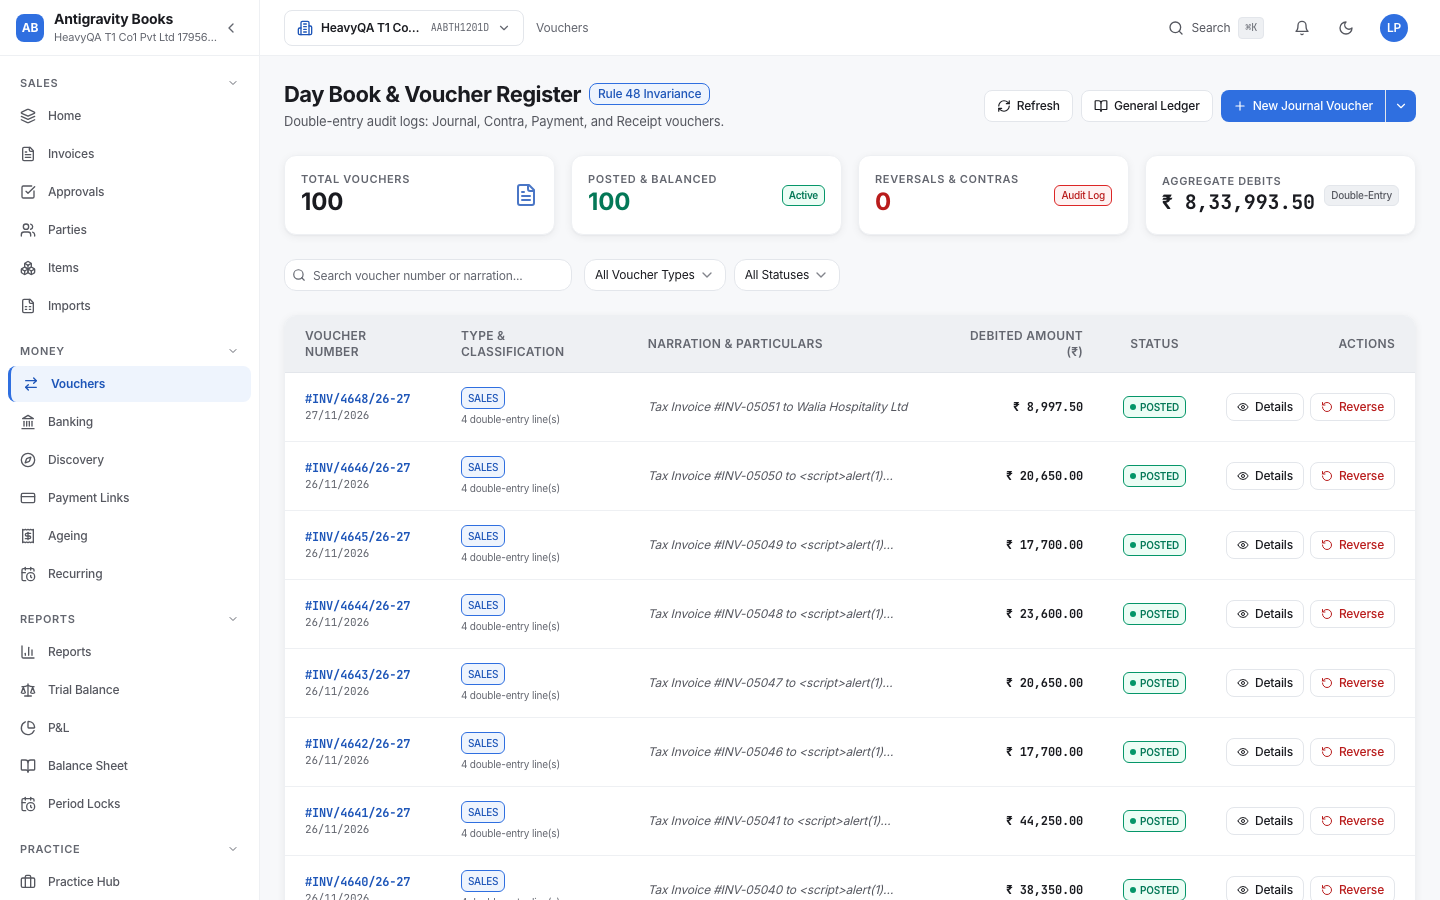 AB
Antigravity Books
HeavyQA T1 Co1 Pvt Ltd 17956...
HeavyQA T1 Co...
AABTH1201D
Vouchers
Search
⌘K
LP
SALES
Home
Invoices
Approvals
Parties
Items
Imports
MONEY
Vouchers
Banking
Discovery
Payment Links
Ageing
Recurring
REPORTS
Reports
Trial Balance
P&L
Balance Sheet
Period Locks
PRACTICE
Practice Hub
Day Book & Voucher Register
Rule 48 Invariance
Double-entry audit logs: Journal, Contra, Payment, and Receipt vouchers.
Refresh
General Ledger
New Journal Voucher
TOTAL VOUCHERS
100
POSTED & BALANCED
100
Active
REVERSALS & CONTRAS
0
Audit Log
AGGREGATE DEBITS
₹ 8,33,993.50
Double-Entry
Search voucher number or narration...
All Voucher Types
All Statuses
VOUCHER NUMBER
TYPE & CLASSIFICATION
NARRATION & PARTICULARS
DEBITED AMOUNT (₹)
STATUS
ACTIONS
#INV/4648/26-27
27/11/2026
SALES
4 double-entry line(s)
Tax Invoice #INV-05051 to Walia Hospitality Ltd
₹ 8,997.50
POSTED
Details
Reverse
#INV/4646/26-27
26/11/2026
SALES
4 double-entry line(s)
Tax Invoice #INV-05050 to <script>alert(1)...
₹ 20,650.00
POSTED
Details
Reverse
#INV/4645/26-27
26/11/2026
SALES
4 double-entry line(s)
Tax Invoice #INV-05049 to <script>alert(1)...
₹ 17,700.00
POSTED
Details
Reverse
#INV/4644/26-27
26/11/2026
SALES
4 double-entry line(s)
Tax Invoice #INV-05048 to <script>alert(1)...
₹ 23,600.00
POSTED
Details
Reverse
#INV/4643/26-27
26/11/2026
SALES
4 double-entry line(s)
Tax Invoice #INV-05047 to <script>alert(1)...
₹ 20,650.00
POSTED
Details
Reverse
#INV/4642/26-27
26/11/2026
SALES
4 double-entry line(s)
Tax Invoice #INV-05046 to <script>alert(1)...
₹ 17,700.00
POSTED
Details
Reverse
#INV/4641/26-27
26/11/2026
SALES
4 double-entry line(s)
Tax Invoice #INV-05041 to <script>alert(1)...
₹ 44,250.00
POSTED
Details
Reverse
#INV/4640/26-27
26/11/2026
SALES
Tax Invoice #INV-05040 to <script>alert(1)...
₹ 38,350.00
POSTED
Details
Reverse